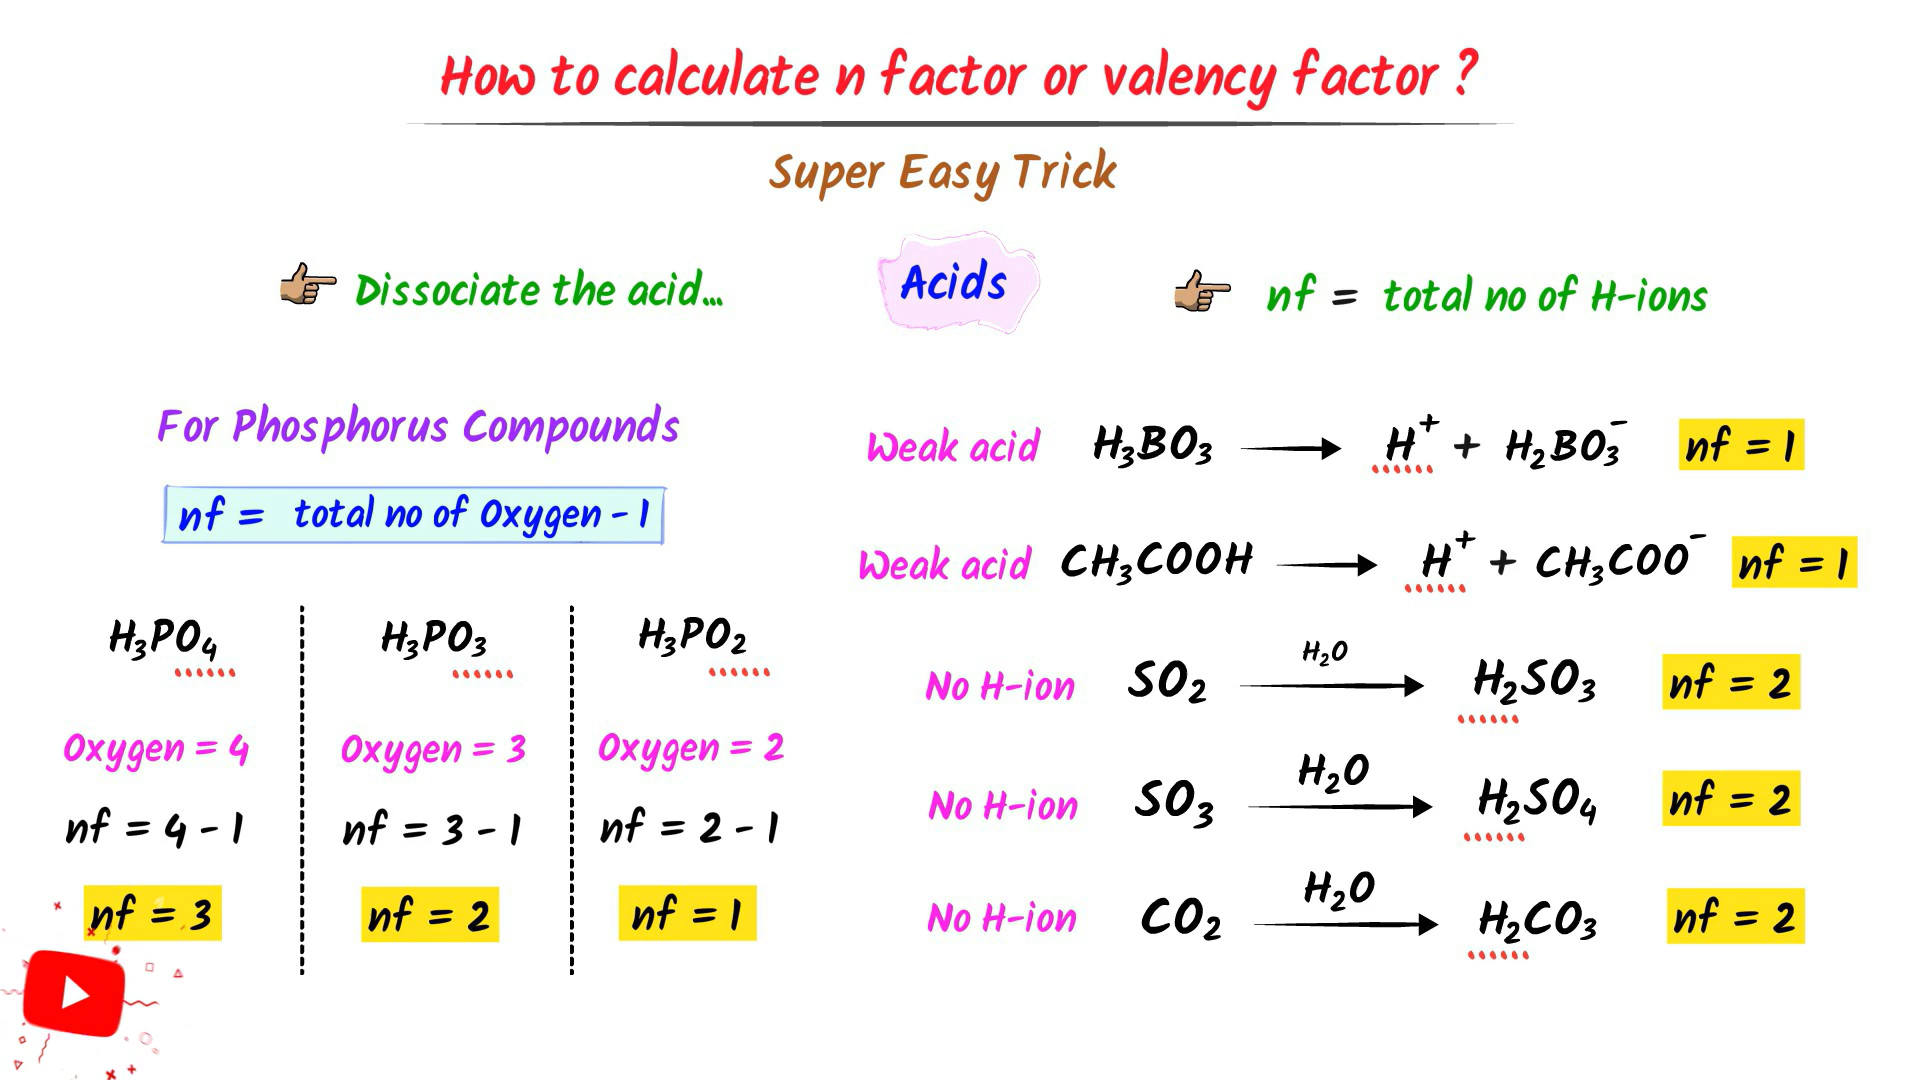 How to calculate n factor or valency factor ?
Super Easy Trick
Dissociate the acid...
Acids
nf = total no of H-ions
For Phosphorus Compounds
nf = total no of Oxygen - 1
H₃PO₄
Oxygen = 4
nf = 4 - 1
nf = 3
H₃PO₃
Oxygen = 3
nf = 3 - 1
nf = 2
H₃PO₂
Oxygen = 2
nf = 2 - 1
nf = 1
Weak acid H₃BO₃ ⟶ H⁺ + H₂BO₃⁻ nf = 1
Weak acid CH₃COOH ⟶ H⁺ + CH₃COO⁻ nf = 1
H₂O
No H-ion SO₂ ⟶ H₂SO₃ nf = 2
H₂O
No H-ion SO₃ ⟶ H₂SO₄ nf = 2
H₂O
No H-ion CO₂ ⟶ H₂CO₃ nf = 2